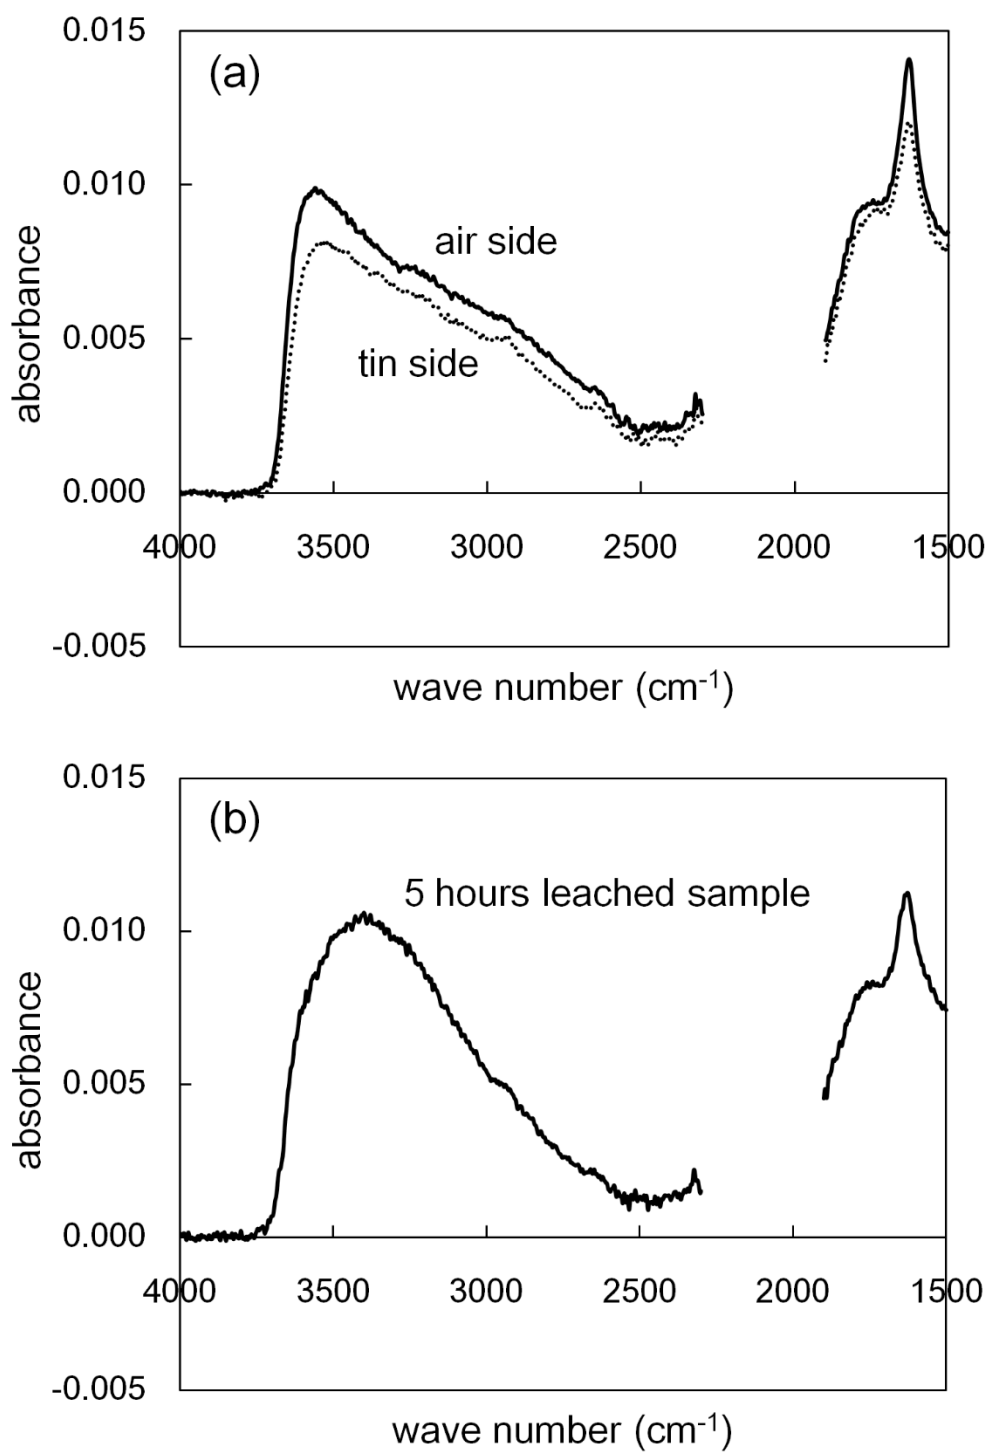 0.015
(a)
0.010
air side
0.005
tin side
0.000
4000 3500 3000 2500 2000 1500
-0.005
absorbance
wave number (cm-1)
0.015
(b)
5 hours leached sample
0.010
0.005
0.000
4000 3500 3000 2500 2000 1500
-0.005
absorbance
wave number (cm-1)